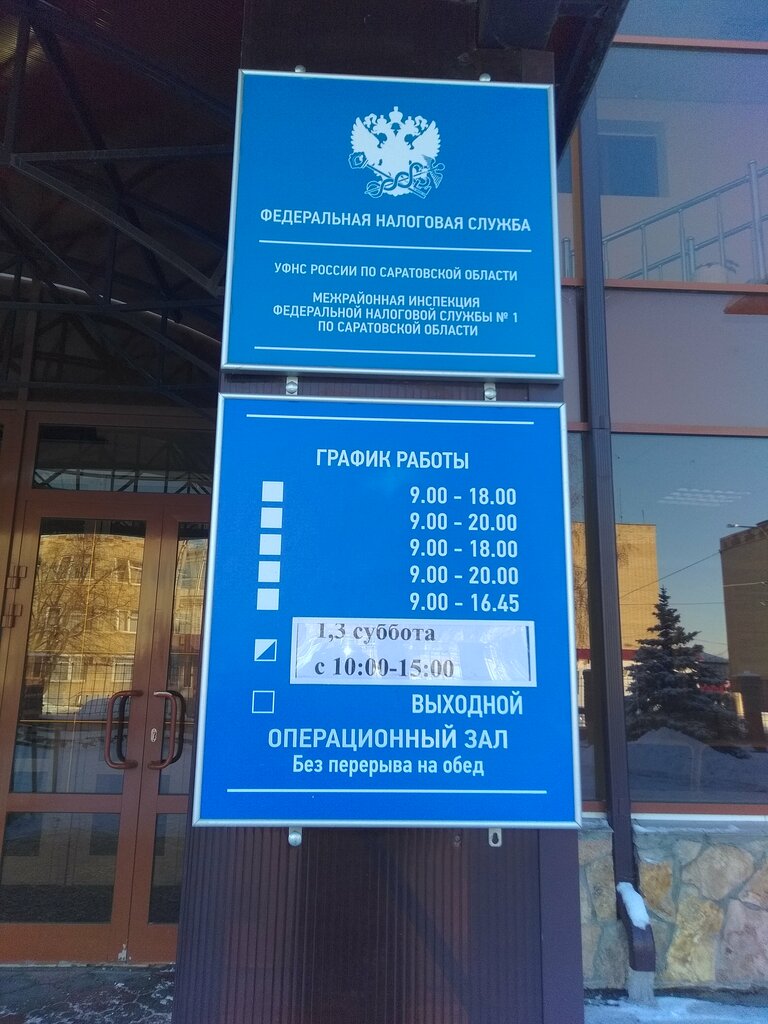 ФЕДЕРАЛЬНАЯ НАЛОГОВАЯ СЛУЖБА
УФНС РОССИИ ПО САРАТОВСКОЙ ОБЛАСТИ
МЕЖРАЙОННАЯ ИНСПЕКЦИЯ
ФЕДЕРАЛЬНОЙ НАЛОГОВОЙ СЛУЖБЫ № 1
ПО САРАТОВСКОЙ ОБЛАСТИ
ГРАФИК РАБОТЫ
9.00 - 18.00
9.00 - 20.00
9.00 - 18.00
9.00 - 20.00
9.00 - 16.45
1,3 суббота
с 10:00-15:00
ВЫХОДНОЙ
ОПЕРАЦИОННЫЙ ЗАЛ
Без перерыва на обед